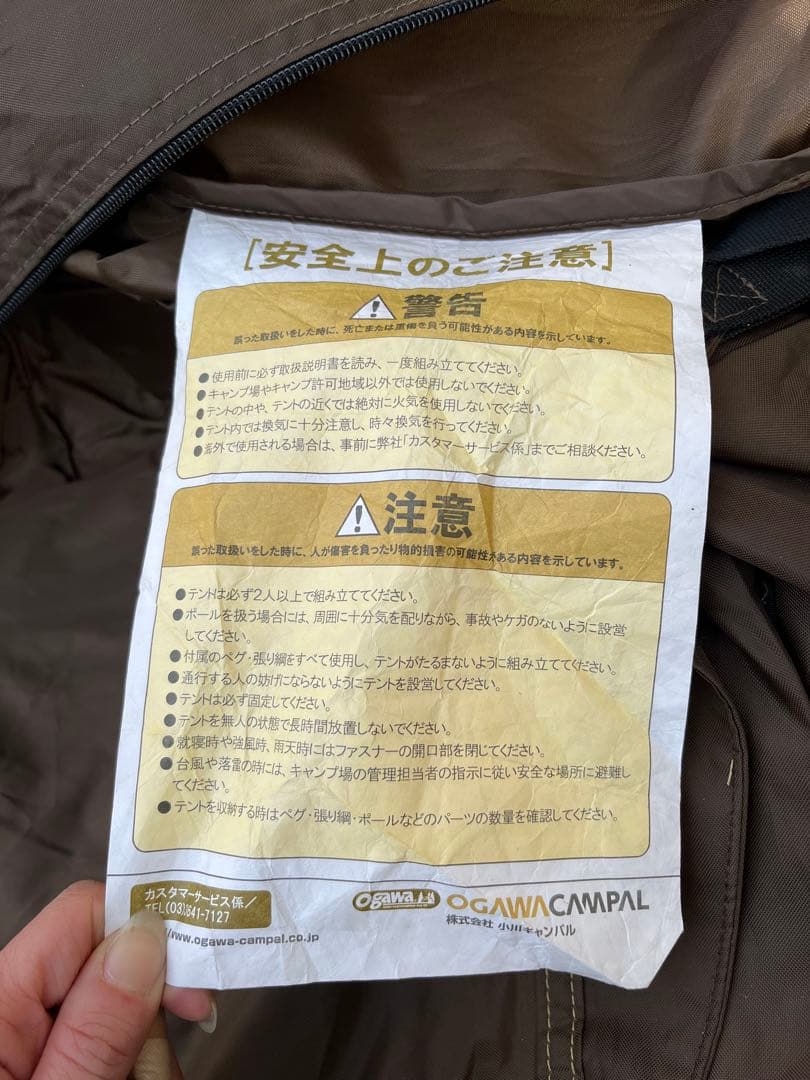 [安全上のご注意]
警告
誤った取扱いをした時に、死亡または重傷を負う可能性がある内容を示しています。
●使用前に必ず取扱説明書を読み、一度組み立ててください。
●キャンプ場やキャンプ許可地域以外では使用しないでください。
●テントの中や、テントの近くでは絶対に火気を使用しないでください。
●テント内では換気に十分注意し、時々換気を行ってください。
●海外で使用される場合は、事前に弊社「カスタマーサービス係」までご相談ください。
注意
誤った取扱いをした時に、人が傷害を負ったり物的損害の可能性がある内容を示しています。
●テントは必ず2人以上で組み立ててください。
●ポールを扱う場合には、周囲に十分気を配りながら、事故やケガのないように設営
してください。
●付属のペグ・張り綱をすべて使用し、テントがたるまないように組み立ててください。
●通行する人の妨げにならないようにテントを設営してください。
●テントは必ず固定してください。
●テントを無人の状態で長時間放置しないでください。
●就寝時や強風時、雨天時にはファスナーの開口部を閉じてください。
●台風や落雷の時には、キャンプ場の管理担当者の指示に従い安全な場所に避難し
てください。
●テントを収納する時はペグ・張り綱・ポールなどのパーツの数量を確認してください。
カスタマーサービス係/
TEL(03)3641-7127
www.ogawa-campal.co.jp
ogawa OGAWACAMPAL
株式会社 小川キャンパル